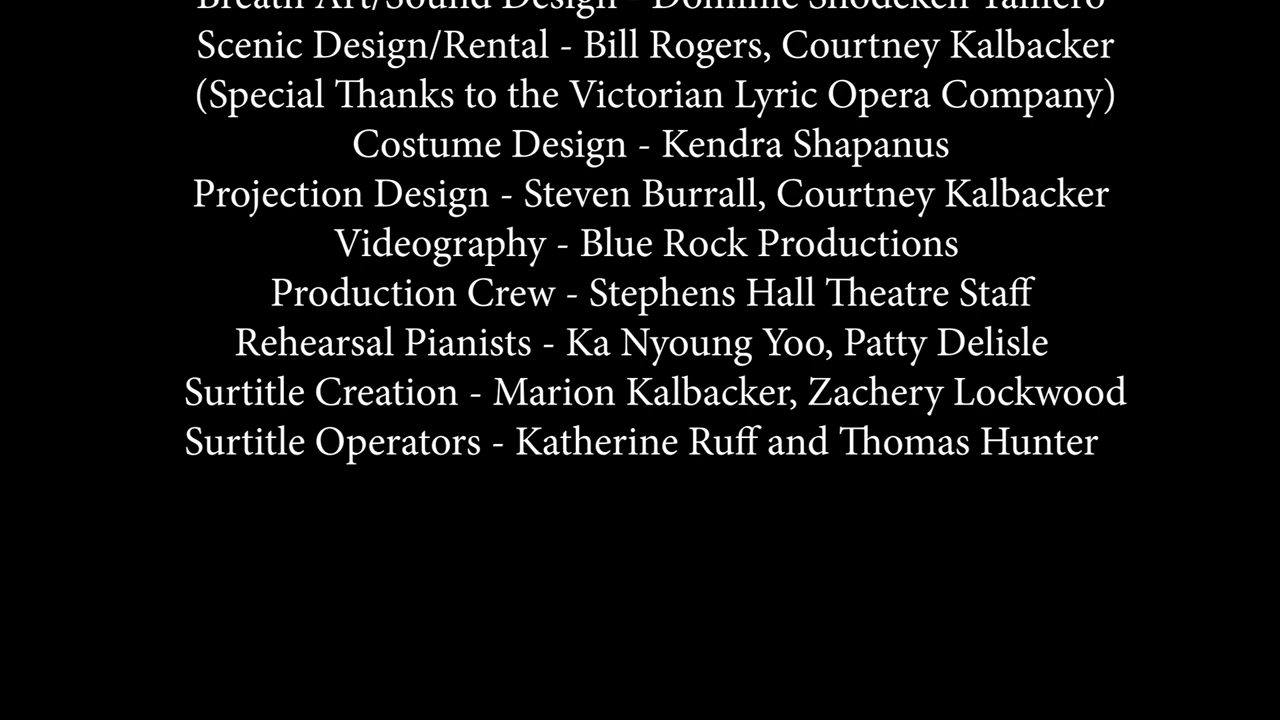 Breath Art/Sound Design - Dominic Shodekeh Talifero
Scenic Design/Rental - Bill Rogers, Courtney Kalbacker
(Special Thanks to the Victorian Lyric Opera Company)
Costume Design - Kendra Shapanus
Projection Design - Steven Burrall, Courtney Kalbacker
Videography - Blue Rock Productions
Production Crew - Stephens Hall Theatre Staff
Rehearsal Pianists - Ka Nyoung Yoo, Patty Delisle
Surtitle Creation - Marion Kalbacker, Zachery Lockwood
Surtitle Operators - Katherine Ruff and Thomas Hunter